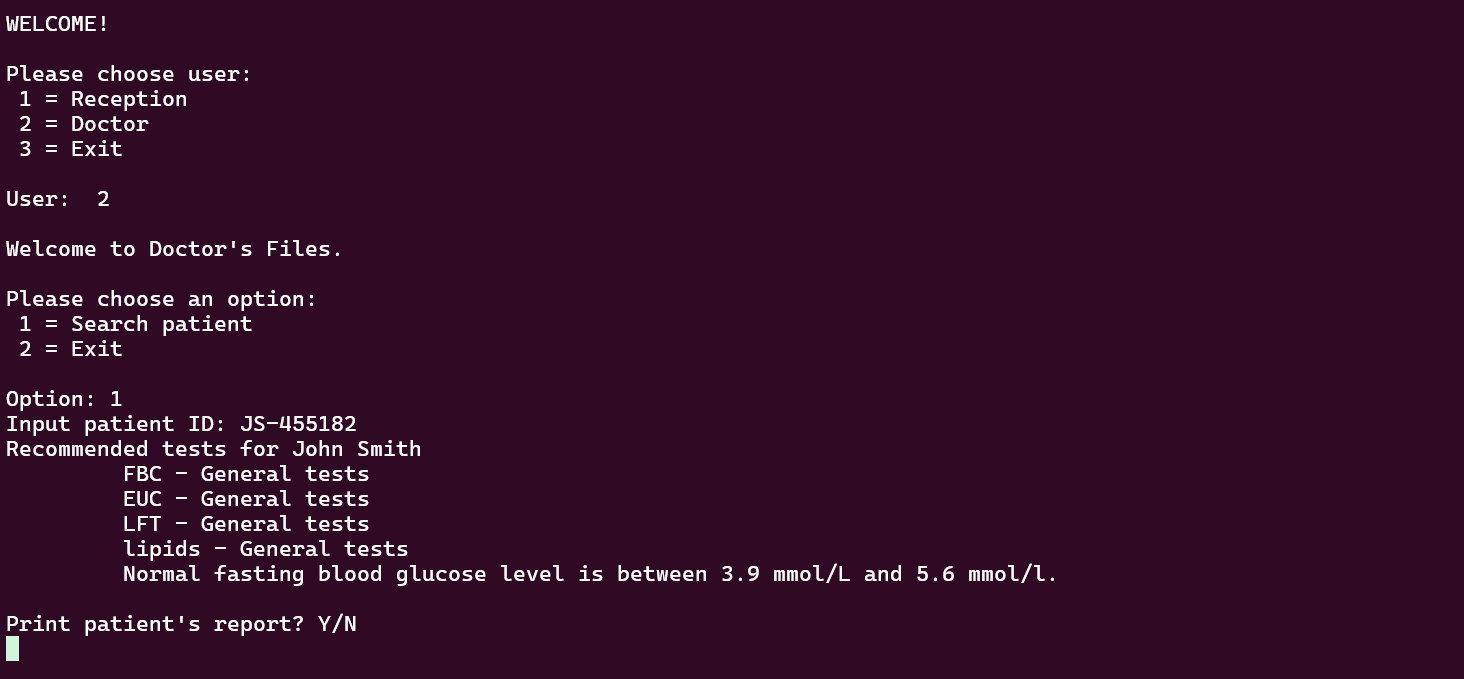 WELCOME!
Please choose user:
1 = Reception
2 = Doctor
3 = Exit
User:  2
Welcome to Doctor's Files.
Please choose an option:
1 = Search patient
2 = Exit
Option: 1
Input patient ID: JS-455182
Recommended tests for John Smith
FBC - General tests
EUC - General tests
LFT - General tests
lipids - General tests
Normal fasting blood glucose level is between 3.9 mmol/L and 5.6 mmol/l.
Print patient's report? Y/N